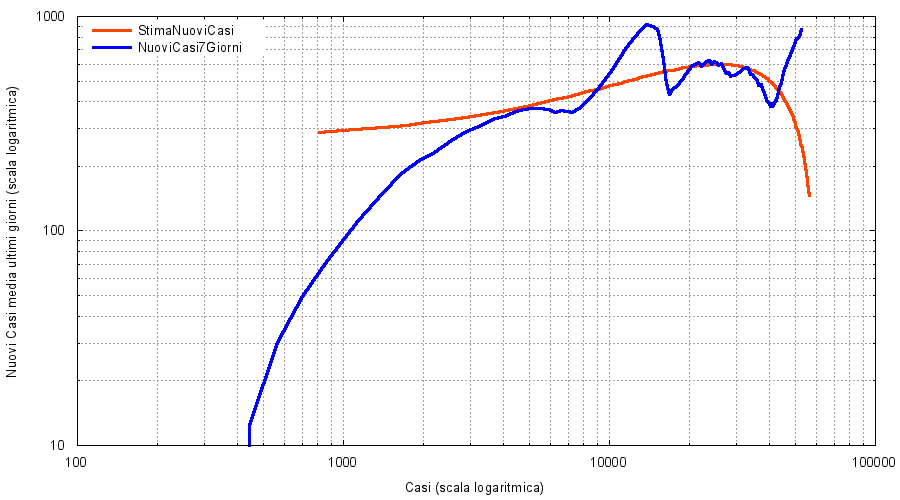 1000
StimaNuoviCasi
NuoviCasi7Giorni
Nuovi Casi media ultimi giorni (scala logaritmica)
100
10
100
1000
10000
100000
Casi (scala logaritmica)